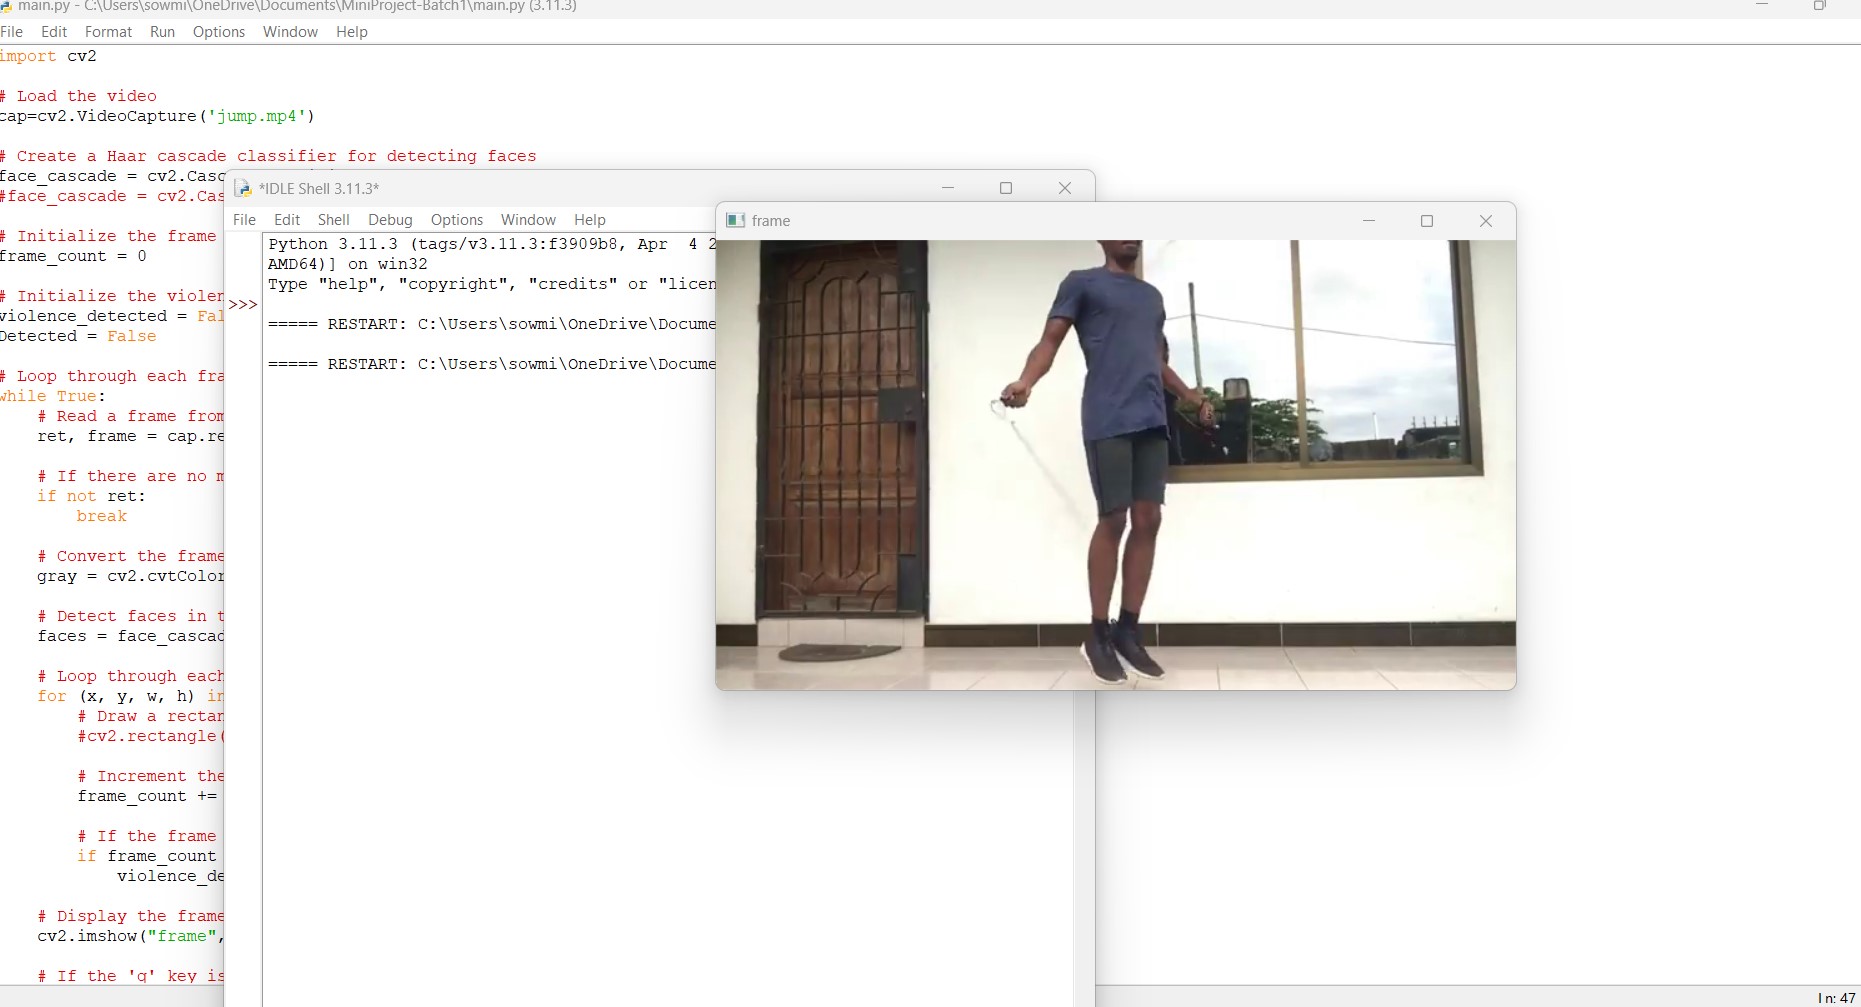 main.py - C:\Users\sowmi\OneDrive\Documents\MiniProject-Batch1\main.py (3.11.3)
File Edit Format Run Options Window Help
import cv2
# Load the video
cap=cv2.VideoCapture('jump.mp4')
# Create a Haar cascade classifier for detecting faces
face_cascade = cv2.Casc
#face_cascade = cv2.Cas
# Initialize the frame
frame_count = 0
# Initialize the violen
violence_detected = Fal
Detected = False
# Loop through each fra
while True:
# Read a frame from
ret, frame = cap.re
# If there are no m
if not ret:
break
# Convert the frame
gray = cv2.cvtColor
# Detect faces in t
faces = face_cascad
# Loop through each
for (x, y, w, h) in
# Draw a rectan
#cv2.rectangle(
# Increment the
frame_count +=
# If the frame
if frame_count
violence_de
# Display the frame
cv2.imshow("frame",
# If the 'q' key is
*IDLE Shell 3.11.3*
File Edit Shell Debug Options Window Help
Python 3.11.3 (tags/v3.11.3:f3909b8, Apr 4 2
AMD64)] on win32
Type "help", "copyright", "credits" or "licen
>>>
===== RESTART: C:\Users\sowmi\OneDrive\Docume
===== RESTART: C:\Users\sowmi\OneDrive\Docume
frame
Ln: 47